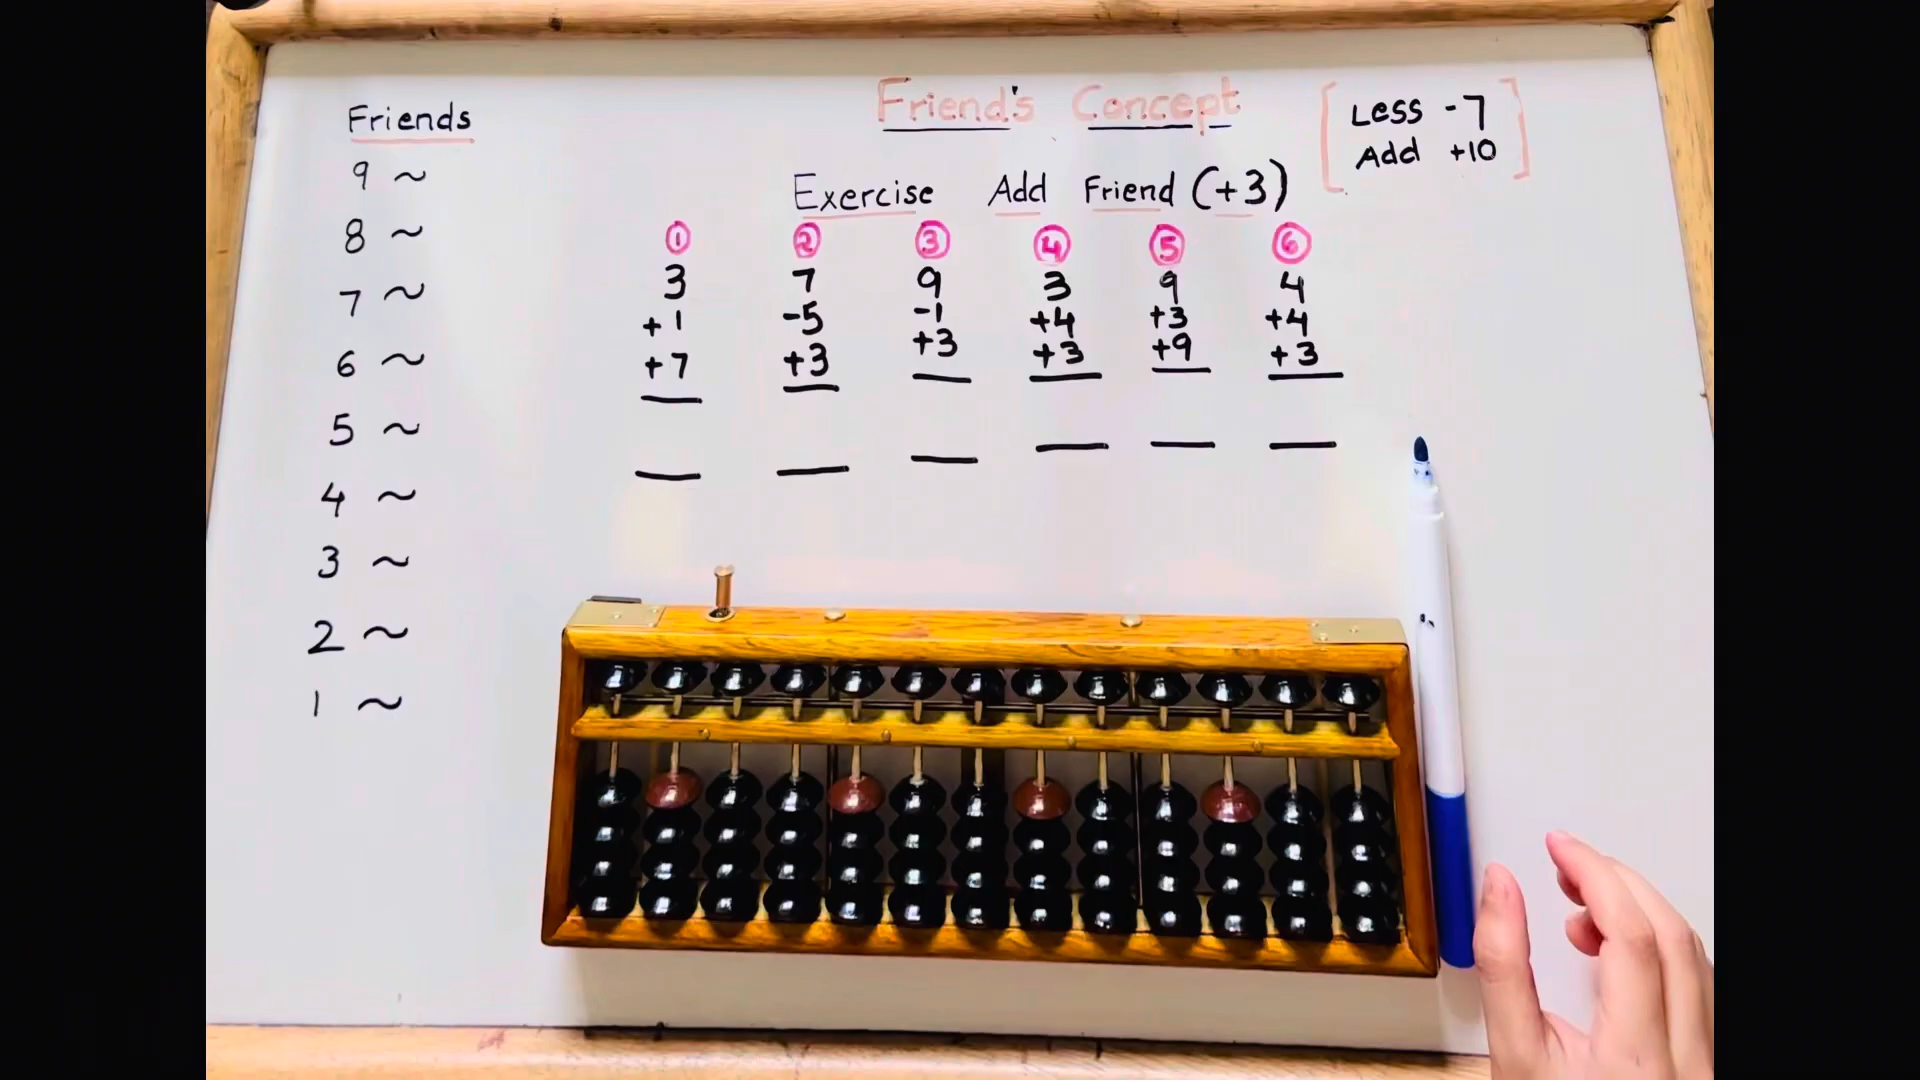 Friend's Concept
Less -7
Add +10
Exercise Add Friend (+3)
Friends
9 ~
8 ~
7 ~
6 ~
5 ~
4 ~
3 ~
2 ~
1 ~
① ② ③ ④ ⑤ ⑥
3 7 9 3 9 4
+1 -5 -1 +4 +3 +4
+7 +3 +3 +3 +9 +3